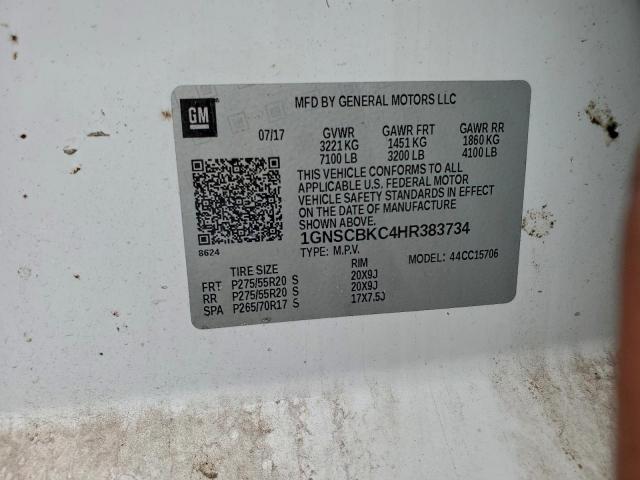 GM
MFD BY GENERAL MOTORS LLC
07/17 GVWR GAWR FRT GAWR RR
3221 KG 1451 KG 1860 KG
7100 LB 3200 LB 4100 LB
THIS VEHICLE CONFORMS TO ALL
APPLICABLE U.S. FEDERAL MOTOR
VEHICLE SAFETY STANDARDS IN EFFECT
ON THE DATE OF MANUFACTURE
SHOWN ABOVE.
1GNSCBKC4HR383734
8624 TYPE: M.P.V. MODEL: 44CC15706
TIRE SIZE RIM
FRT P275/55R20 S 20X9J
RR P275/55R20 S 20X9J
SPA P265/70R17 S 17X7.5J